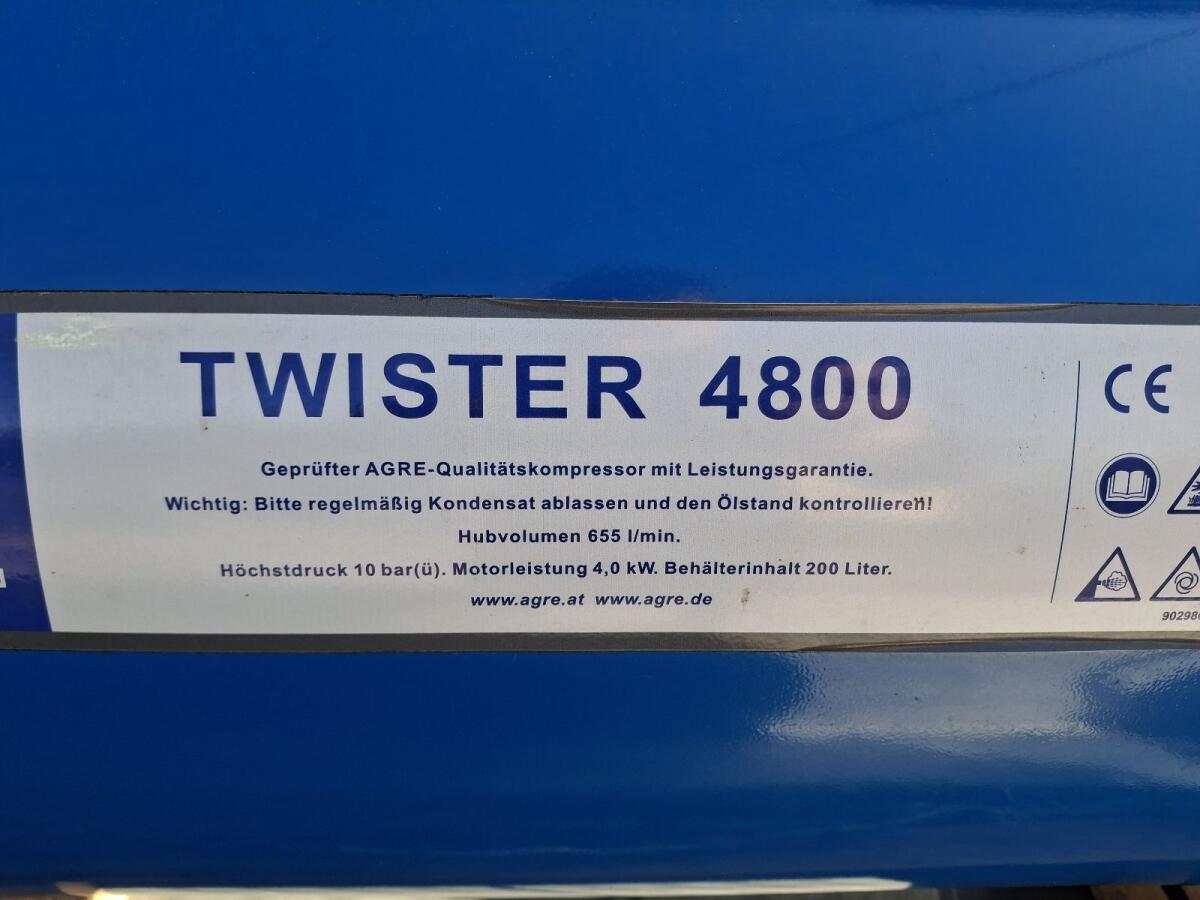 TWISTER 4800
Geprüfter AGRE-Qualitätskompressor mit Leistungsgarantie.
Wichtig: Bitte regelmäßig Kondensat ablassen und den Ölstand kontrollieren!
Hubvolumen 655 l/min.
Höchstdruck 10 bar(ü). Motorleistung 4,0 kW. Behälterinhalt 200 Liter.
www.agre.at www.agre.de
CE